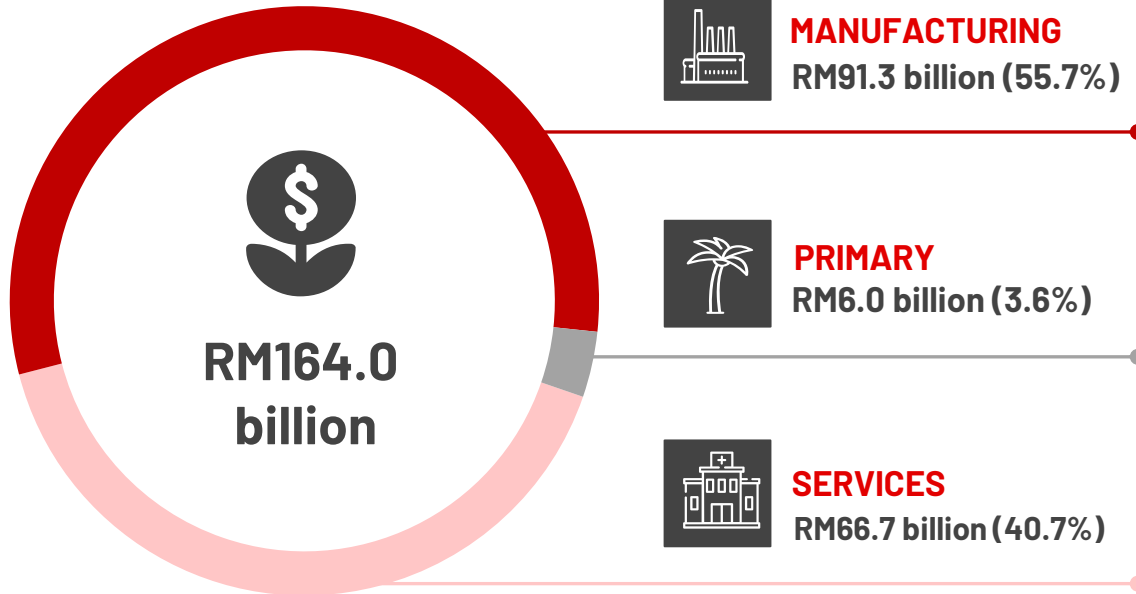 $
RM164.0
billion
MANUFACTURING
RM91.3 billion (55.7%)
PRIMARY
RM6.0 billion (3.6%)
SERVICES
RM66.7 billion (40.7%)